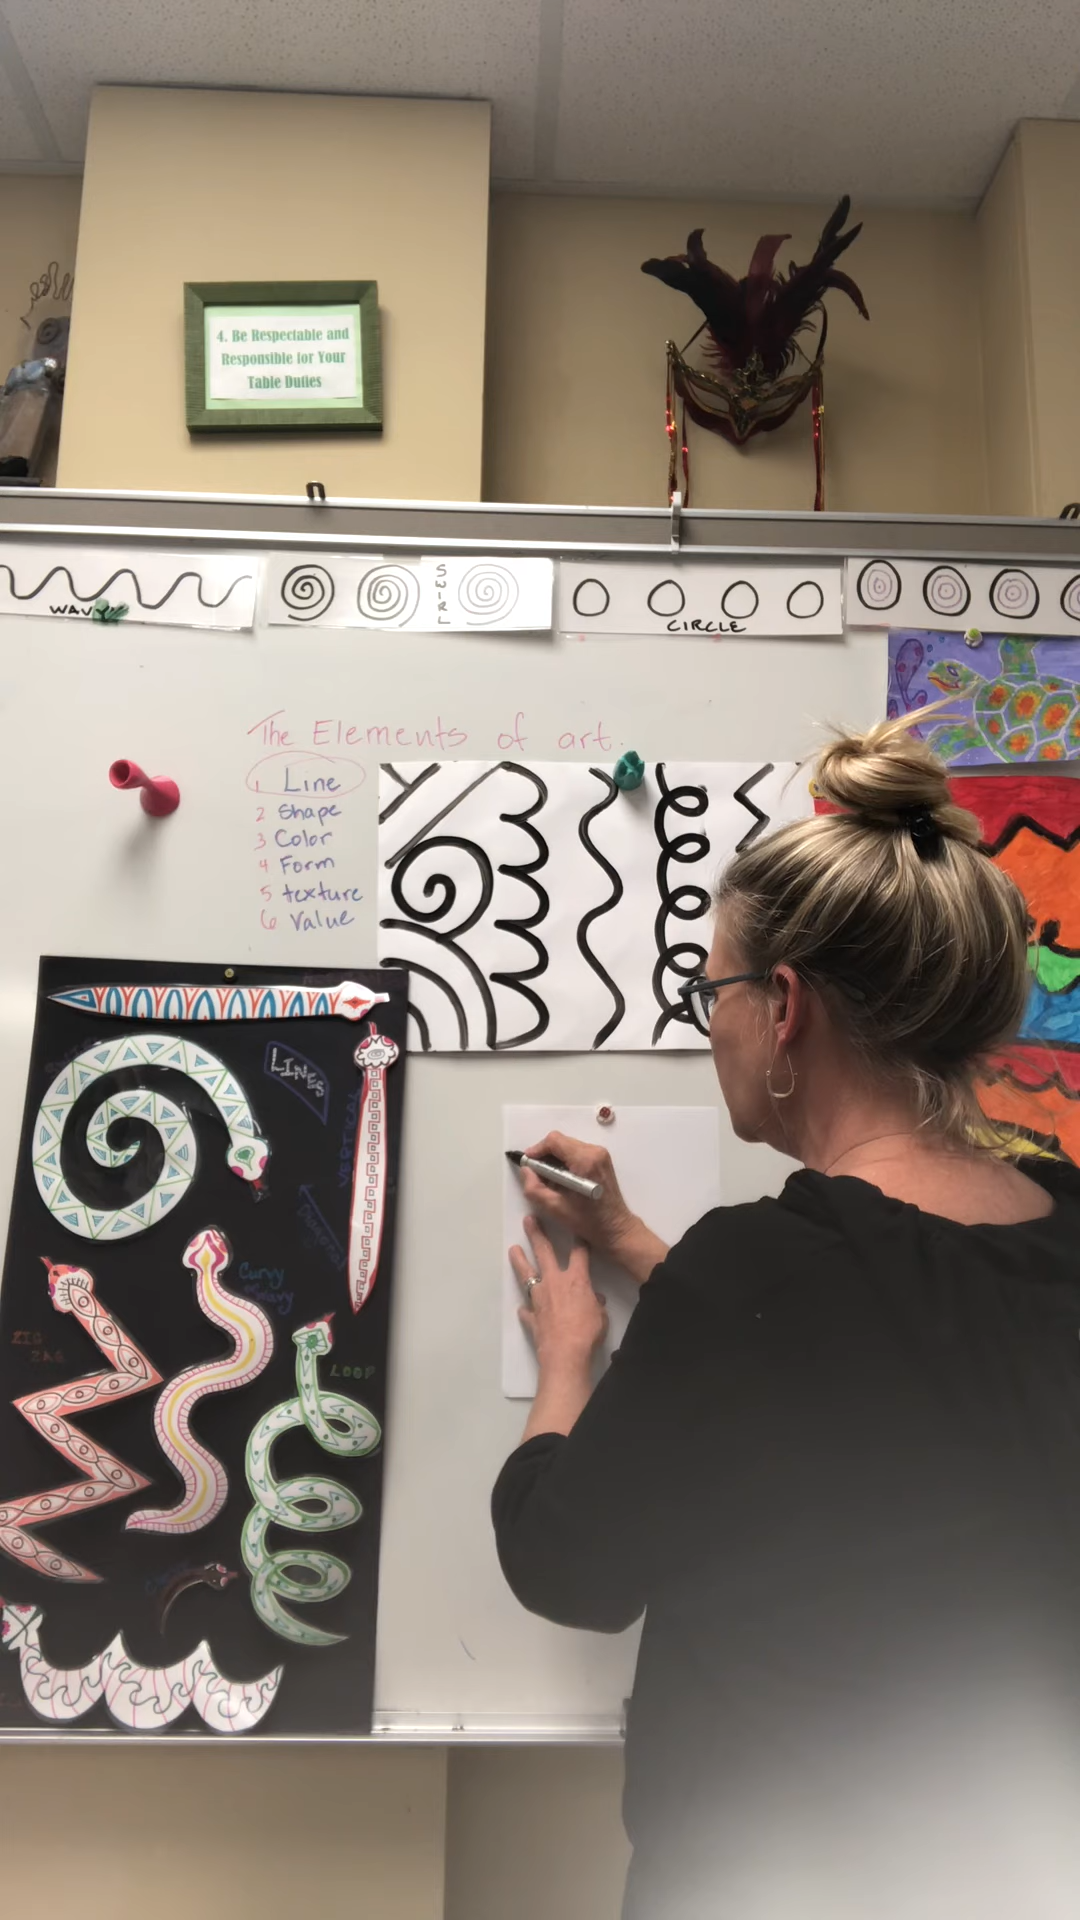 4. Be Respectable and
Responsible for Your
Table Duties
WAVY
SWIRL
CIRCLE
The Elements of art.
1 Line
2 Shape
3 Color
4 Form
5 texture
6 Value
LINES
VERTICAL
Diagonal
Curvy
Wavy
ZIG
ZAG
LOOP